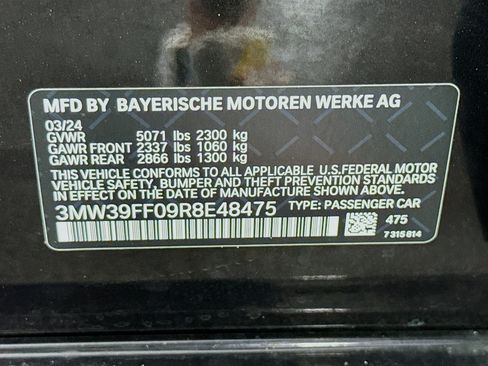 MFD BY BAYERISCHE MOTOREN WERKE AG
03/24
GVWR 5071 lbs 2300 kg
GAWR FRONT 2337 lbs 1060 kg
GAWR REAR 2866 lbs 1300 kg
THIS VEHICLE CONFORMS TO ALL APPLICABLE U.S.FEDERAL MOTOR
VEHICLE SAFETY, BUMPER AND THEFT PREVENTION STANDARDS
IN EFFECT ON THE DATE OF MANUFACTURE SHOWN ABOVE.
3MW39FF09R8E48475 TYPE: PASSENGER CAR
475
7 315 814